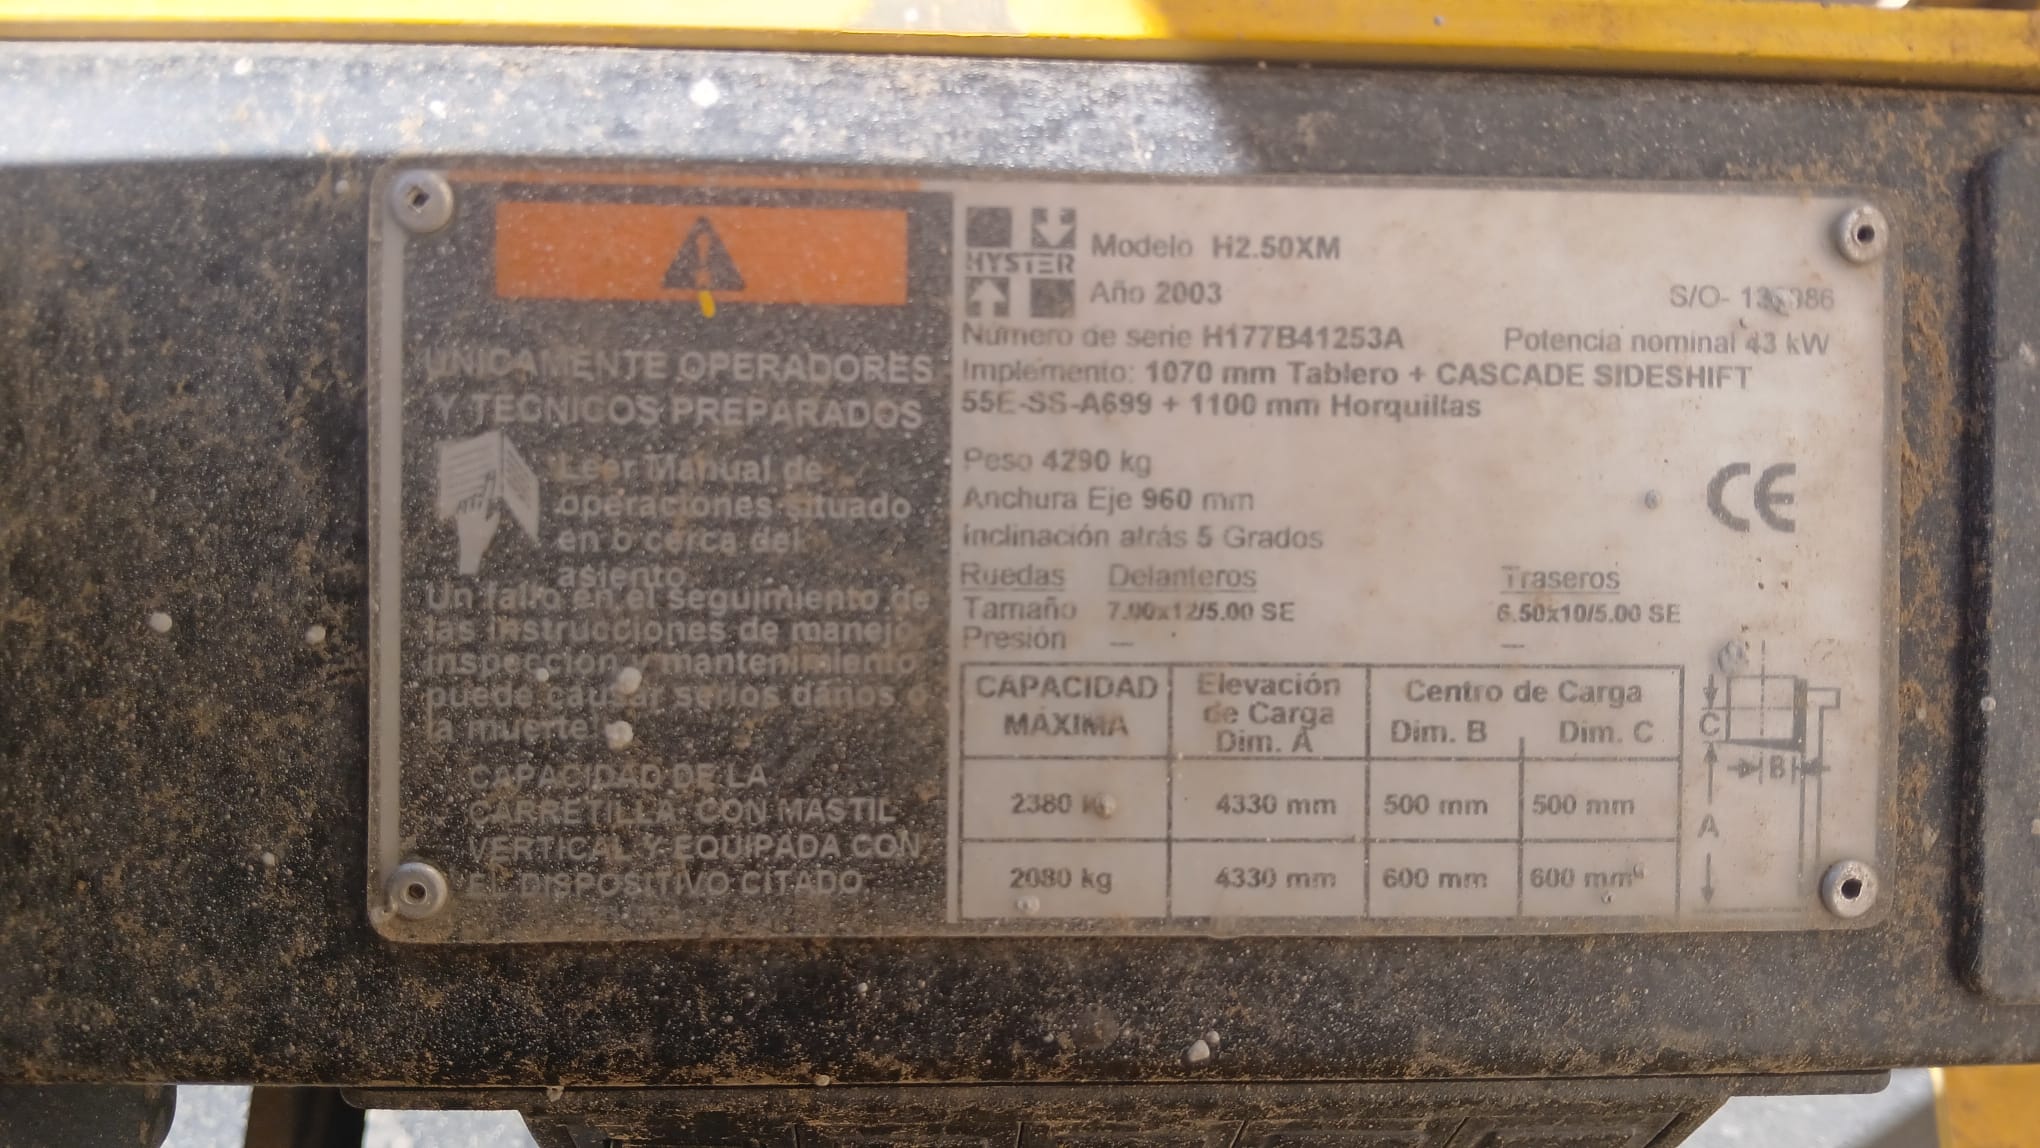 UNICAMENTE OPERADORES
Y TECNICOS PREPARADOS
Leer Manual de
operaciones situado
en o cerca del
asiento.
Un fallo en el seguimiento de
las instrucciones de manejo
inspección y mantenimiento
puede causar serios daños o
la muerte!
CAPACIDAD DE LA
CARRETILLA, CON MASTIL
VERTICAL Y EQUIPADA CON
EL DISPOSITIVO CITADO.
HYSTER
Modelo H2.50XM
Año 2003
S/O-
Número de serie H177B41253A Potencia nominal 43 kW
Implemento: 1070 mm Tablero + CASCADE SIDESHIFT
55E-SS-A699 + 1100 mm Horquillas
Peso 4290 kg
Anchura Eje 960 mm
Inclinación atrás 5 Grados
CE
Ruedas Delanteros Traseros
Tamaño 7.00x12/5.00 SE 6.50x10/5.00 SE
Presión — —
CAPACIDAD MAXIMA
Elevación de Carga Dim. A
Centro de Carga
Dim. B Dim. C
2380 kg 4330 mm 500 mm 500 mm
2080 kg 4330 mm 600 mm 600 mm
C
B
A